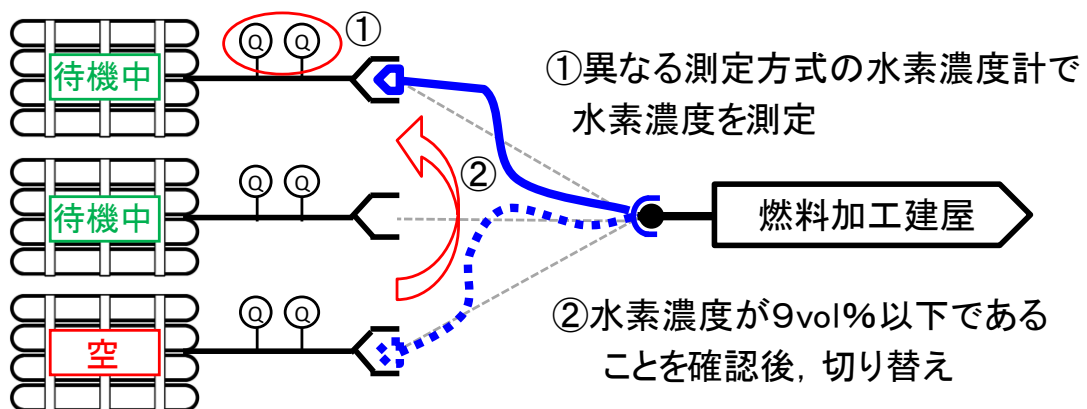 Q Q ①
待機中
①異なる測定方式の水素濃度計で
水素濃度を測定
Q Q ②
待機中
燃料加工建屋
Q Q
空
②水素濃度が9vol%以下である
ことを確認後，切り替え